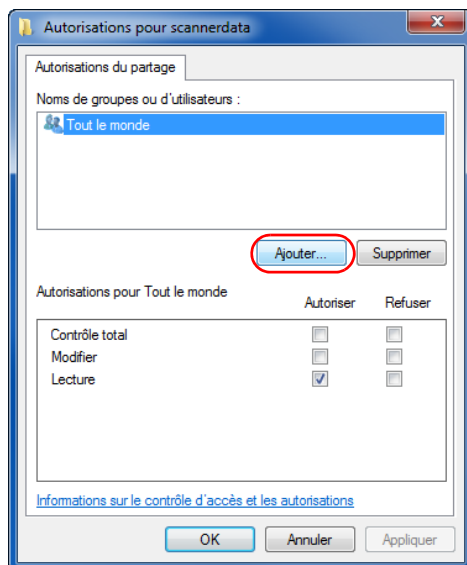 Autorisations pour scannerdata
Autorisations du partage
Noms de groupes ou d'utilisateurs :
Tout le monde
Ajouter... Supprimer
Autorisations pour Tout le monde Autoriser Refuser
Contrôle total
Modifier
Lecture
Informations sur le contrôle d'accès et les autorisations
OK Annuler Appliquer